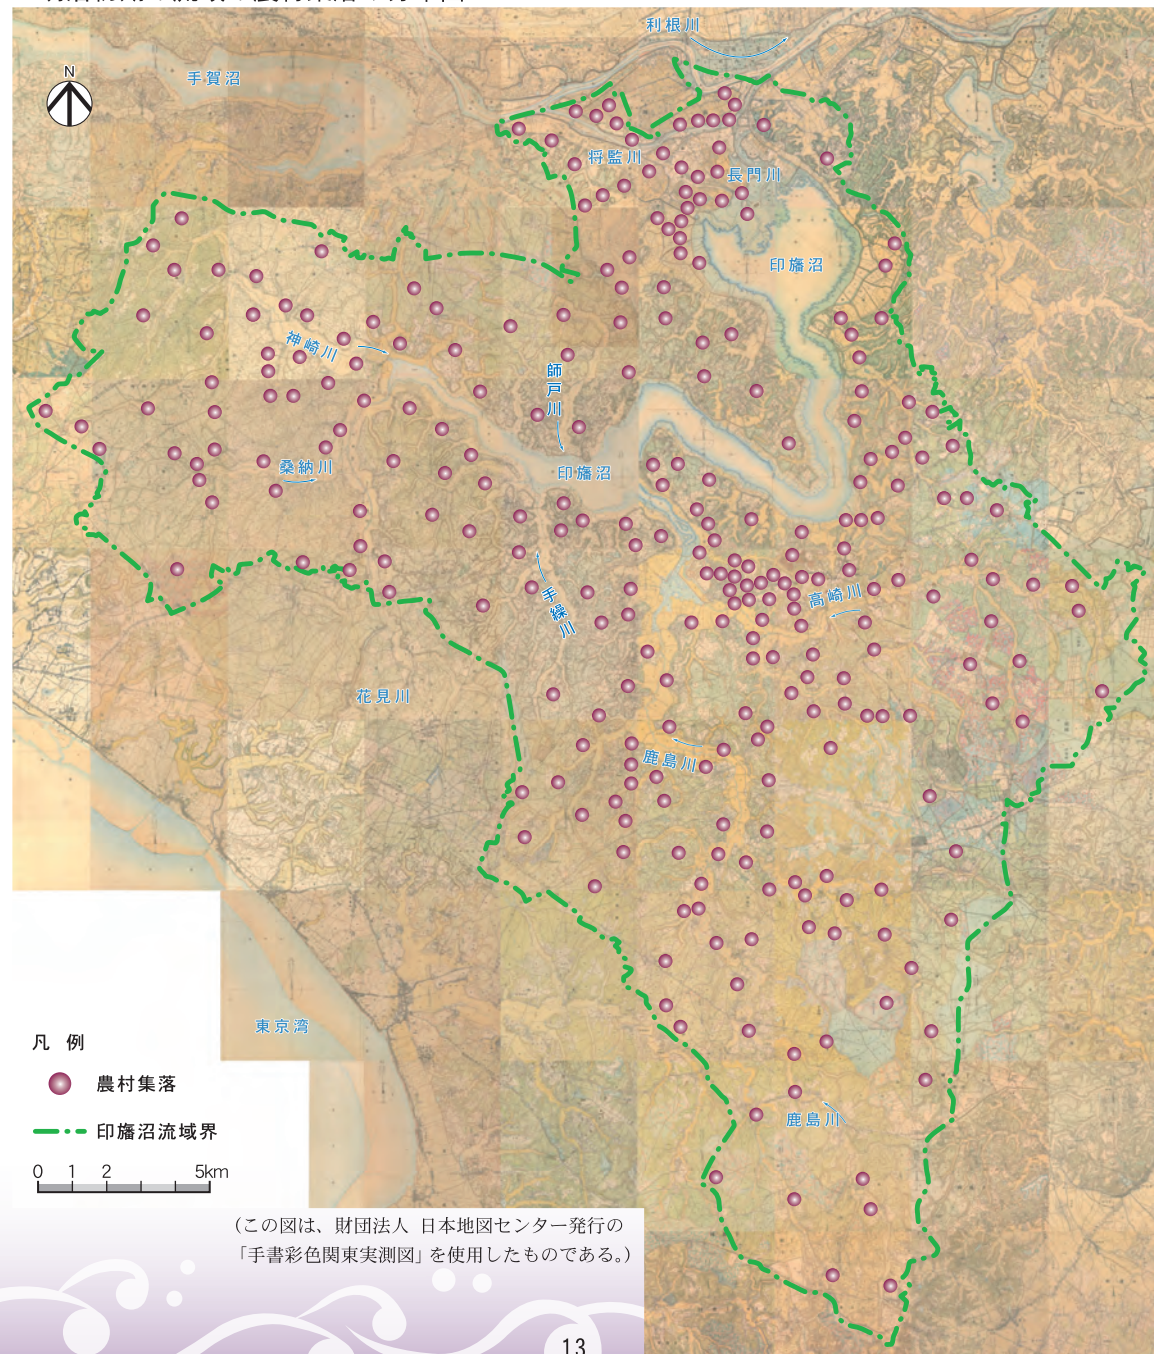 利根川
N
手賀沼
将監川
長門川
印旛沼
神崎川
師戸川
桑納川
印旛沼
手繰川
高崎川
花見川
鹿島川
東京湾
凡 例
農村集落
印旛沼流域界
0 1 2 5km
鹿島川
(この図は、財団法人 日本地図センター発行の
「手書彩色関東実測図」を使用したものである。)
13